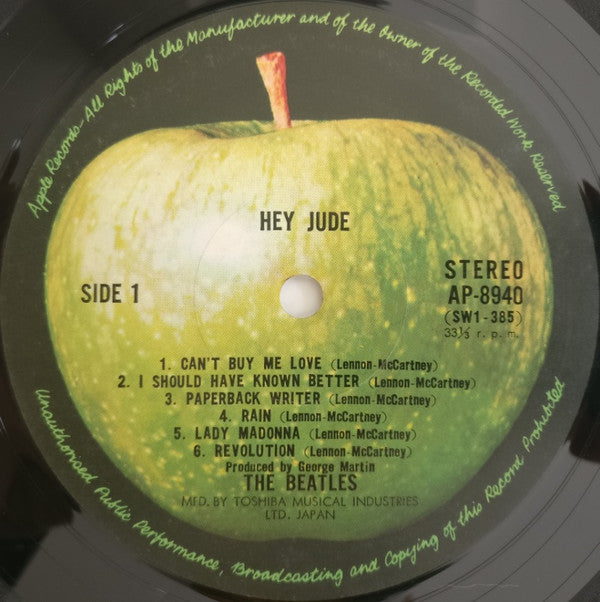 Apple Records-All Rights of the Manufacturer and of the Owner of the Recorded Work Reserved
HEY JUDE
SIDE 1
STEREO
AP-8940
(SW1-385)
33⅓ r. p. m.
1. CAN'T BUY ME LOVE (Lennon-McCartney)
2. I SHOULD HAVE KNOWN BETTER (Lennon-McCartney)
3. PAPERBACK WRITER (Lennon-McCartney)
4. RAIN (Lennon-McCartney)
5. LADY MADONNA (Lennon-McCartney)
6. REVOLUTION (Lennon-McCartney)
Produced by George Martin
THE BEATLES
MFD. BY TOSHIBA MUSICAL INDUSTRIES
LTD. JAPAN
Unauthorised Public Performance, Broadcasting and Copying of this Record Prohibited